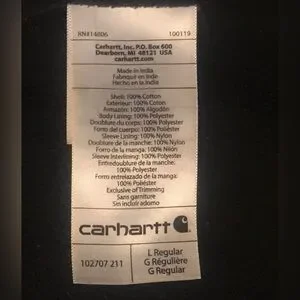 RN#14806 100119
Carhartt, Inc. P.O. Box 600
Dearborn, MI 48121 USA
carhartt.com
Made in India
Fabriqué en Inde
Hecho en la India
Shell: 100% Cotton
Extérieur: 100% Coton
Armazón: 100% Algodón
Body Lining: 100% Polyester
Doublure du corps: 100% Polyester
Forro del cuerpo: 100% Poliéster
Sleeve Lining: 100% Nylon
Doublure de la manche: 100% Nylon
Forro de la manga: 100% Nilón
Sleeve Interlining: 100% Polyester
Entredoublure de la manche:
100% Polyester
Forro entretelado de la manga:
100% Poliéster
Exclusive of Trimming
Sans garniture
Sin incluir adorno
carhartt
102707 211
L Regular
G Régulière
G Regular